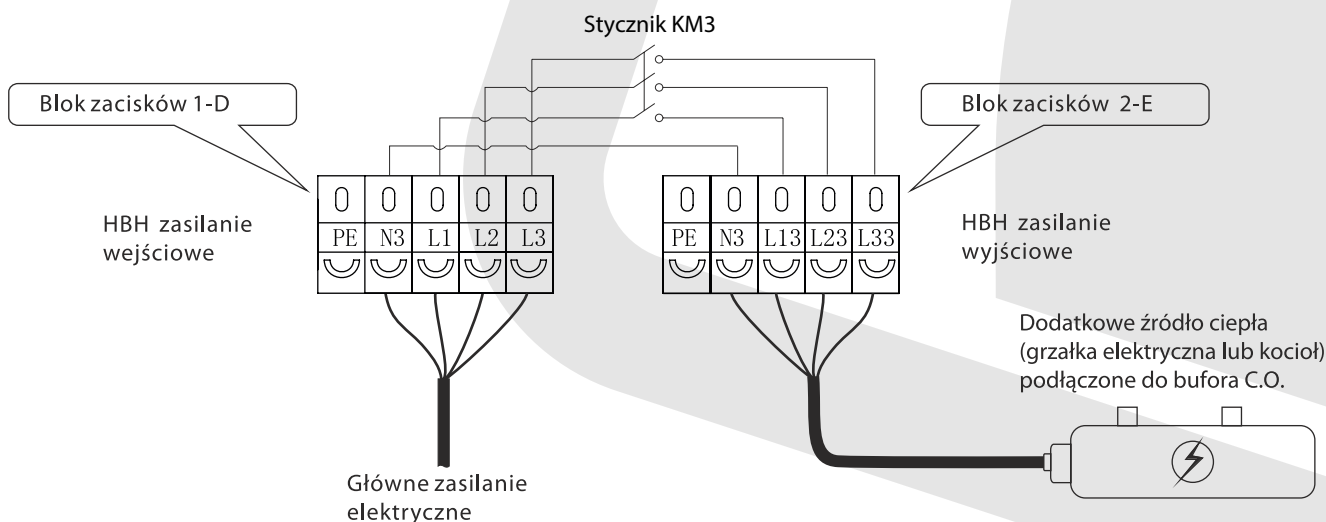 Stycznik KM3
Blok zacisków 1-D
Blok zacisków 2-E
HBH zasilanie
wejściowe
PE N3 L1 L2 L3
PE N3 L13 L23 L33
HBH zasilanie
wyjściowe
Dodatkowe źródło ciepła
(grzałka elektryczna lub kocioł)
podłączone do bufora C.O.
Główne zasilanie
elektryczne